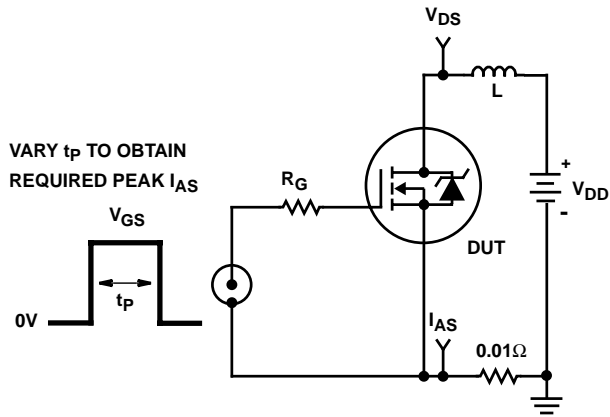 V_DS
L
VARY t_P TO OBTAIN
REQUIRED PEAK I_AS
R_G
+
V_DD
-
V_GS
DUT
t_P
0V
I_AS
0.01Ω